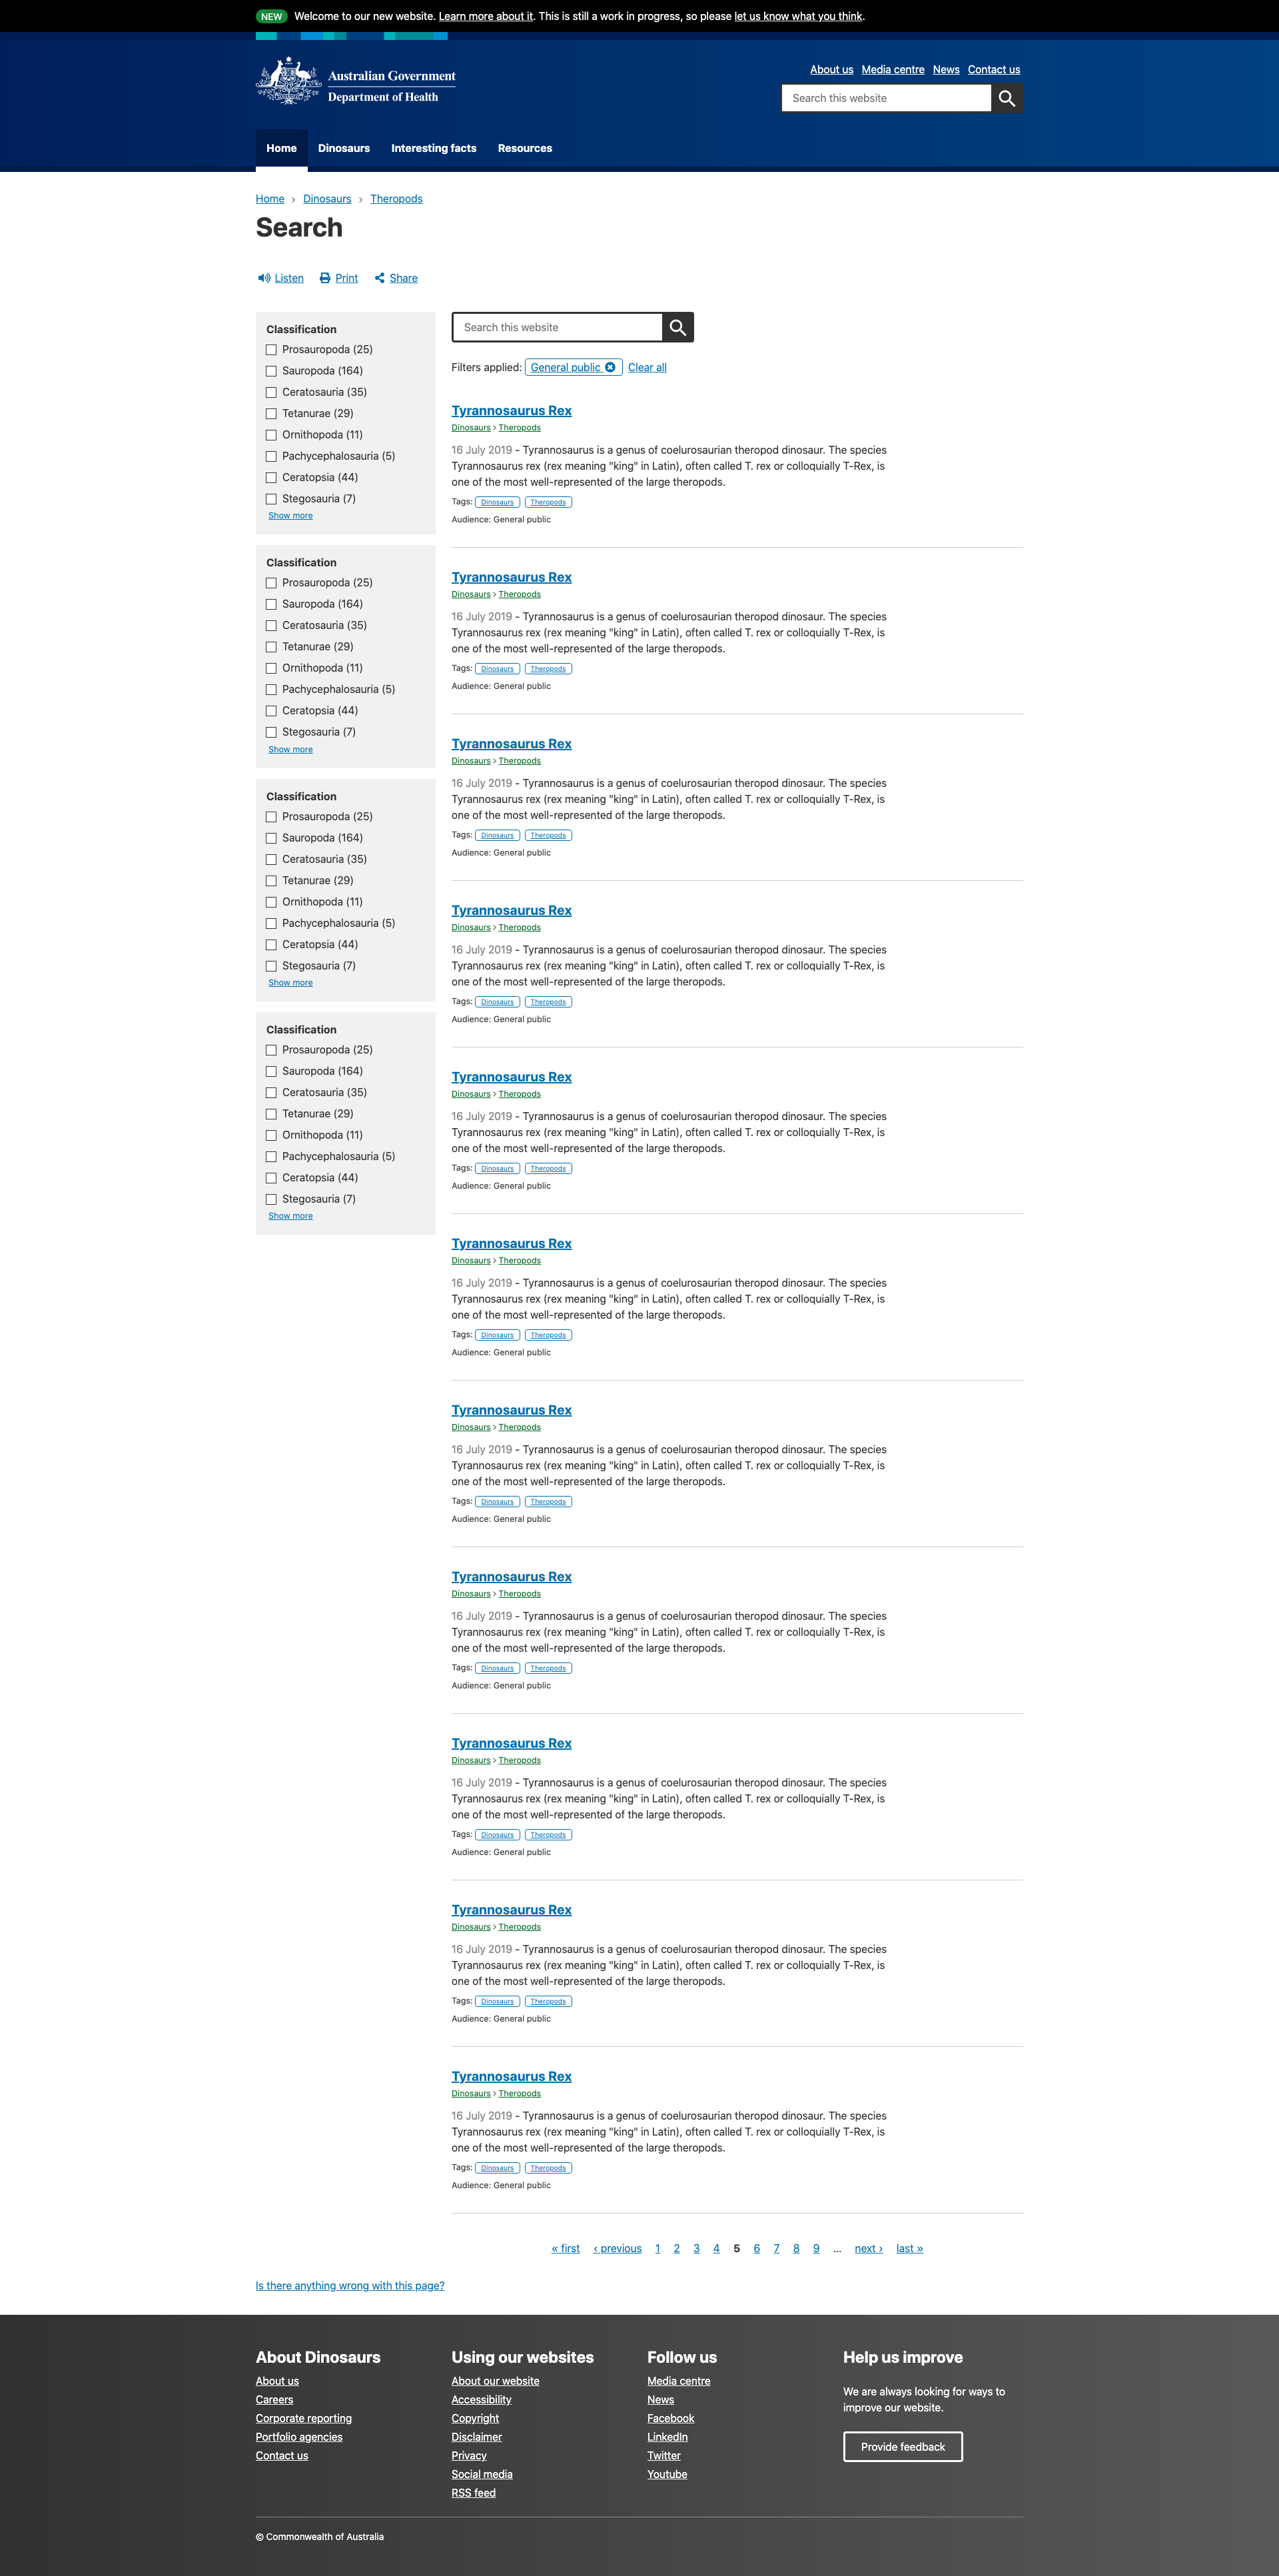 NEW Welcome to our new website. Learn more about it. This is still a work in progress, so please let us know what you think.
Australian Government
Department of Health
About us Media centre News Contact us
Search this website
Home Dinosaurs Interesting facts Resources
Home › Dinosaurs › Theropods
Search
Listen Print Share
Classification
Prosauropoda (25)
Sauropoda (164)
Ceratosauria (35)
Tetanurae (29)
Ornithopoda (11)
Pachycephalosauria (5)
Ceratopsia (44)
Stegosauria (7)
Show more
Classification
Prosauropoda (25)
Sauropoda (164)
Ceratosauria (35)
Tetanurae (29)
Ornithopoda (11)
Pachycephalosauria (5)
Ceratopsia (44)
Stegosauria (7)
Show more
Classification
Prosauropoda (25)
Sauropoda (164)
Ceratosauria (35)
Tetanurae (29)
Ornithopoda (11)
Pachycephalosauria (5)
Ceratopsia (44)
Stegosauria (7)
Show more
Classification
Prosauropoda (25)
Sauropoda (164)
Ceratosauria (35)
Tetanurae (29)
Ornithopoda (11)
Pachycephalosauria (5)
Ceratopsia (44)
Stegosauria (7)
Show more
Search this website
Filters applied: General public Clear all
Tyrannosaurus Rex
Dinosaurs > Theropods
16 July 2019 - Tyrannosaurus is a genus of coelurosaurian theropod dinosaur. The species
Tyrannosaurus rex (rex meaning "king" in Latin), often called T. rex or colloquially T-Rex, is
one of the most well-represented of the large theropods.
Tags: Dinosaurs Theropods
Audience: General public
Tyrannosaurus Rex
Dinosaurs > Theropods
16 July 2019 - Tyrannosaurus is a genus of coelurosaurian theropod dinosaur. The species
Tyrannosaurus rex (rex meaning "king" in Latin), often called T. rex or colloquially T-Rex, is
one of the most well-represented of the large theropods.
Tags: Dinosaurs Theropods
Audience: General public
Tyrannosaurus Rex
Dinosaurs > Theropods
16 July 2019 - Tyrannosaurus is a genus of coelurosaurian theropod dinosaur. The species
Tyrannosaurus rex (rex meaning "king" in Latin), often called T. rex or colloquially T-Rex, is
one of the most well-represented of the large theropods.
Tags: Dinosaurs Theropods
Audience: General public
Tyrannosaurus Rex
Dinosaurs > Theropods
16 July 2019 - Tyrannosaurus is a genus of coelurosaurian theropod dinosaur. The species
Tyrannosaurus rex (rex meaning "king" in Latin), often called T. rex or colloquially T-Rex, is
one of the most well-represented of the large theropods.
Tags: Dinosaurs Theropods
Audience: General public
Tyrannosaurus Rex
Dinosaurs > Theropods
16 July 2019 - Tyrannosaurus is a genus of coelurosaurian theropod dinosaur. The species
Tyrannosaurus rex (rex meaning "king" in Latin), often called T. rex or colloquially T-Rex, is
one of the most well-represented of the large theropods.
Tags: Dinosaurs Theropods
Audience: General public
Tyrannosaurus Rex
Dinosaurs > Theropods
16 July 2019 - Tyrannosaurus is a genus of coelurosaurian theropod dinosaur. The species
Tyrannosaurus rex (rex meaning "king" in Latin), often called T. rex or colloquially T-Rex, is
one of the most well-represented of the large theropods.
Tags: Dinosaurs Theropods
Audience: General public
Tyrannosaurus Rex
Dinosaurs > Theropods
16 July 2019 - Tyrannosaurus is a genus of coelurosaurian theropod dinosaur. The species
Tyrannosaurus rex (rex meaning "king" in Latin), often called T. rex or colloquially T-Rex, is
one of the most well-represented of the large theropods.
Tags: Dinosaurs Theropods
Audience: General public
Tyrannosaurus Rex
Dinosaurs > Theropods
16 July 2019 - Tyrannosaurus is a genus of coelurosaurian theropod dinosaur. The species
Tyrannosaurus rex (rex meaning "king" in Latin), often called T. rex or colloquially T-Rex, is
one of the most well-represented of the large theropods.
Tags: Dinosaurs Theropods
Audience: General public
Tyrannosaurus Rex
Dinosaurs > Theropods
16 July 2019 - Tyrannosaurus is a genus of coelurosaurian theropod dinosaur. The species
Tyrannosaurus rex (rex meaning "king" in Latin), often called T. rex or colloquially T-Rex, is
one of the most well-represented of the large theropods.
Tags: Dinosaurs Theropods
Audience: General public
Tyrannosaurus Rex
Dinosaurs > Theropods
16 July 2019 - Tyrannosaurus is a genus of coelurosaurian theropod dinosaur. The species
Tyrannosaurus rex (rex meaning "king" in Latin), often called T. rex or colloquially T-Rex, is
one of the most well-represented of the large theropods.
Tags: Dinosaurs Theropods
Audience: General public
Tyrannosaurus Rex
Dinosaurs > Theropods
16 July 2019 - Tyrannosaurus is a genus of coelurosaurian theropod dinosaur. The species
Tyrannosaurus rex (rex meaning "king" in Latin), often called T. rex or colloquially T-Rex, is
one of the most well-represented of the large theropods.
Tags: Dinosaurs Theropods
Audience: General public
« first ‹ previous 1 2 3 4 5 6 7 8 9 ... next › last »
Is there anything wrong with this page?
About Dinosaurs
About us
Careers
Corporate reporting
Portfolio agencies
Contact us
Using our websites
About our website
Accessibility
Copyright
Disclaimer
Privacy
Social media
RSS feed
Follow us
Media centre
News
Facebook
LinkedIn
Twitter
Youtube
Help us improve
We are always looking for ways to
improve our website.
Provide feedback
© Commonwealth of Australia